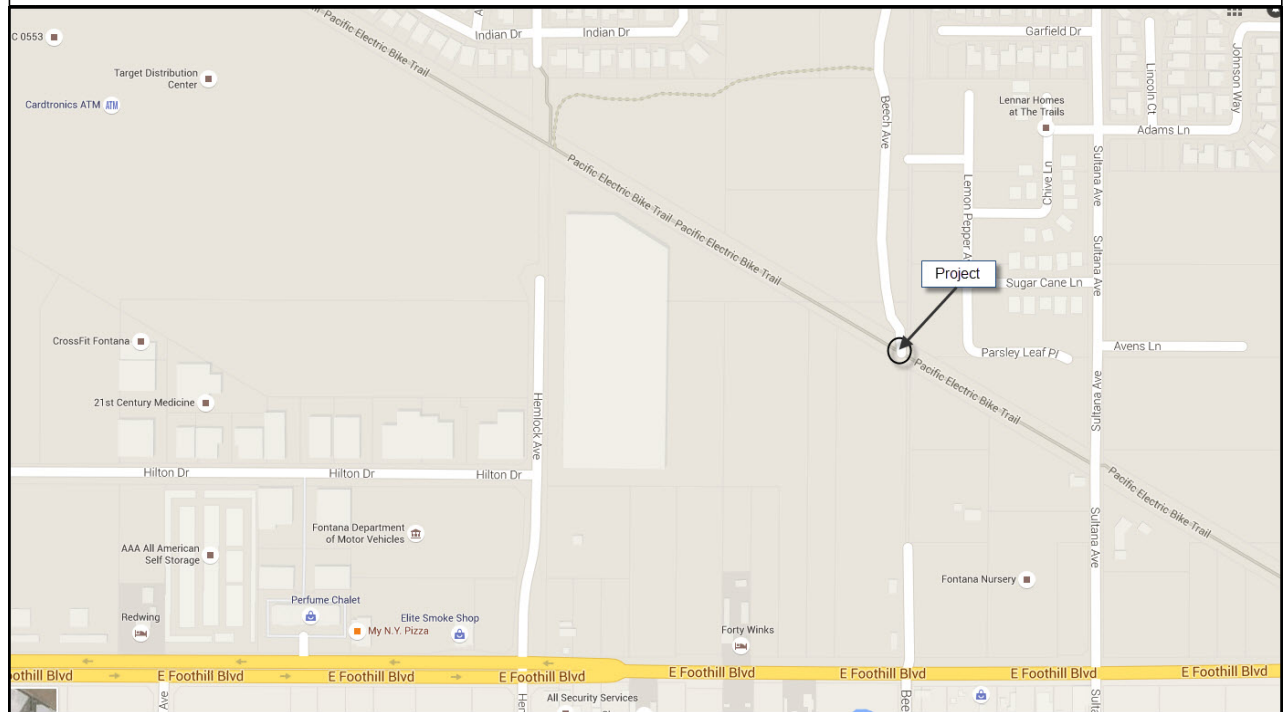 Pacific Electric Bike Trail
Indian Dr
Indian Dr
Garfield Dr
C 0553
Target Distribution
Center
Cardtronics ATM
ATM
Beech Ave
Lennar Homes
at The Trails
Lincoln Ct
Johnson Way
Adams Ln
Sultana Ave
Chive Ln
Lemon Pepper A
Pacific Electric Bike Trail
Pacific Electric Bike Trail
Sultana Ave
Project
Sugar Cane Ln
CrossFit Fontana
Parsley Leaf Pl
Avens Ln
Pacific Electric Bike Trail
Sultana Ave
21st Century Medicine
Hemlock Ave
Hilton Dr
Hilton Dr
Hilton Dr
Pacific Electric Bike Trail
Sultana Ave
Fontana Department
of Motor Vehicles
AAA All American
Self Storage
Fontana Nursery
Perfume Chalet
Redwing
Elite Smoke Shop
My N.Y. Pizza
Forty Winks
oothill Blvd
E Foothill Blvd
E Foothill Blvd
E Foothill Blvd
E Foothill Blvd
E Foothill Blvd
E Foothill Blvd
E Foothill Blvd
Ave
Her
All Security Services
Bee
Sult